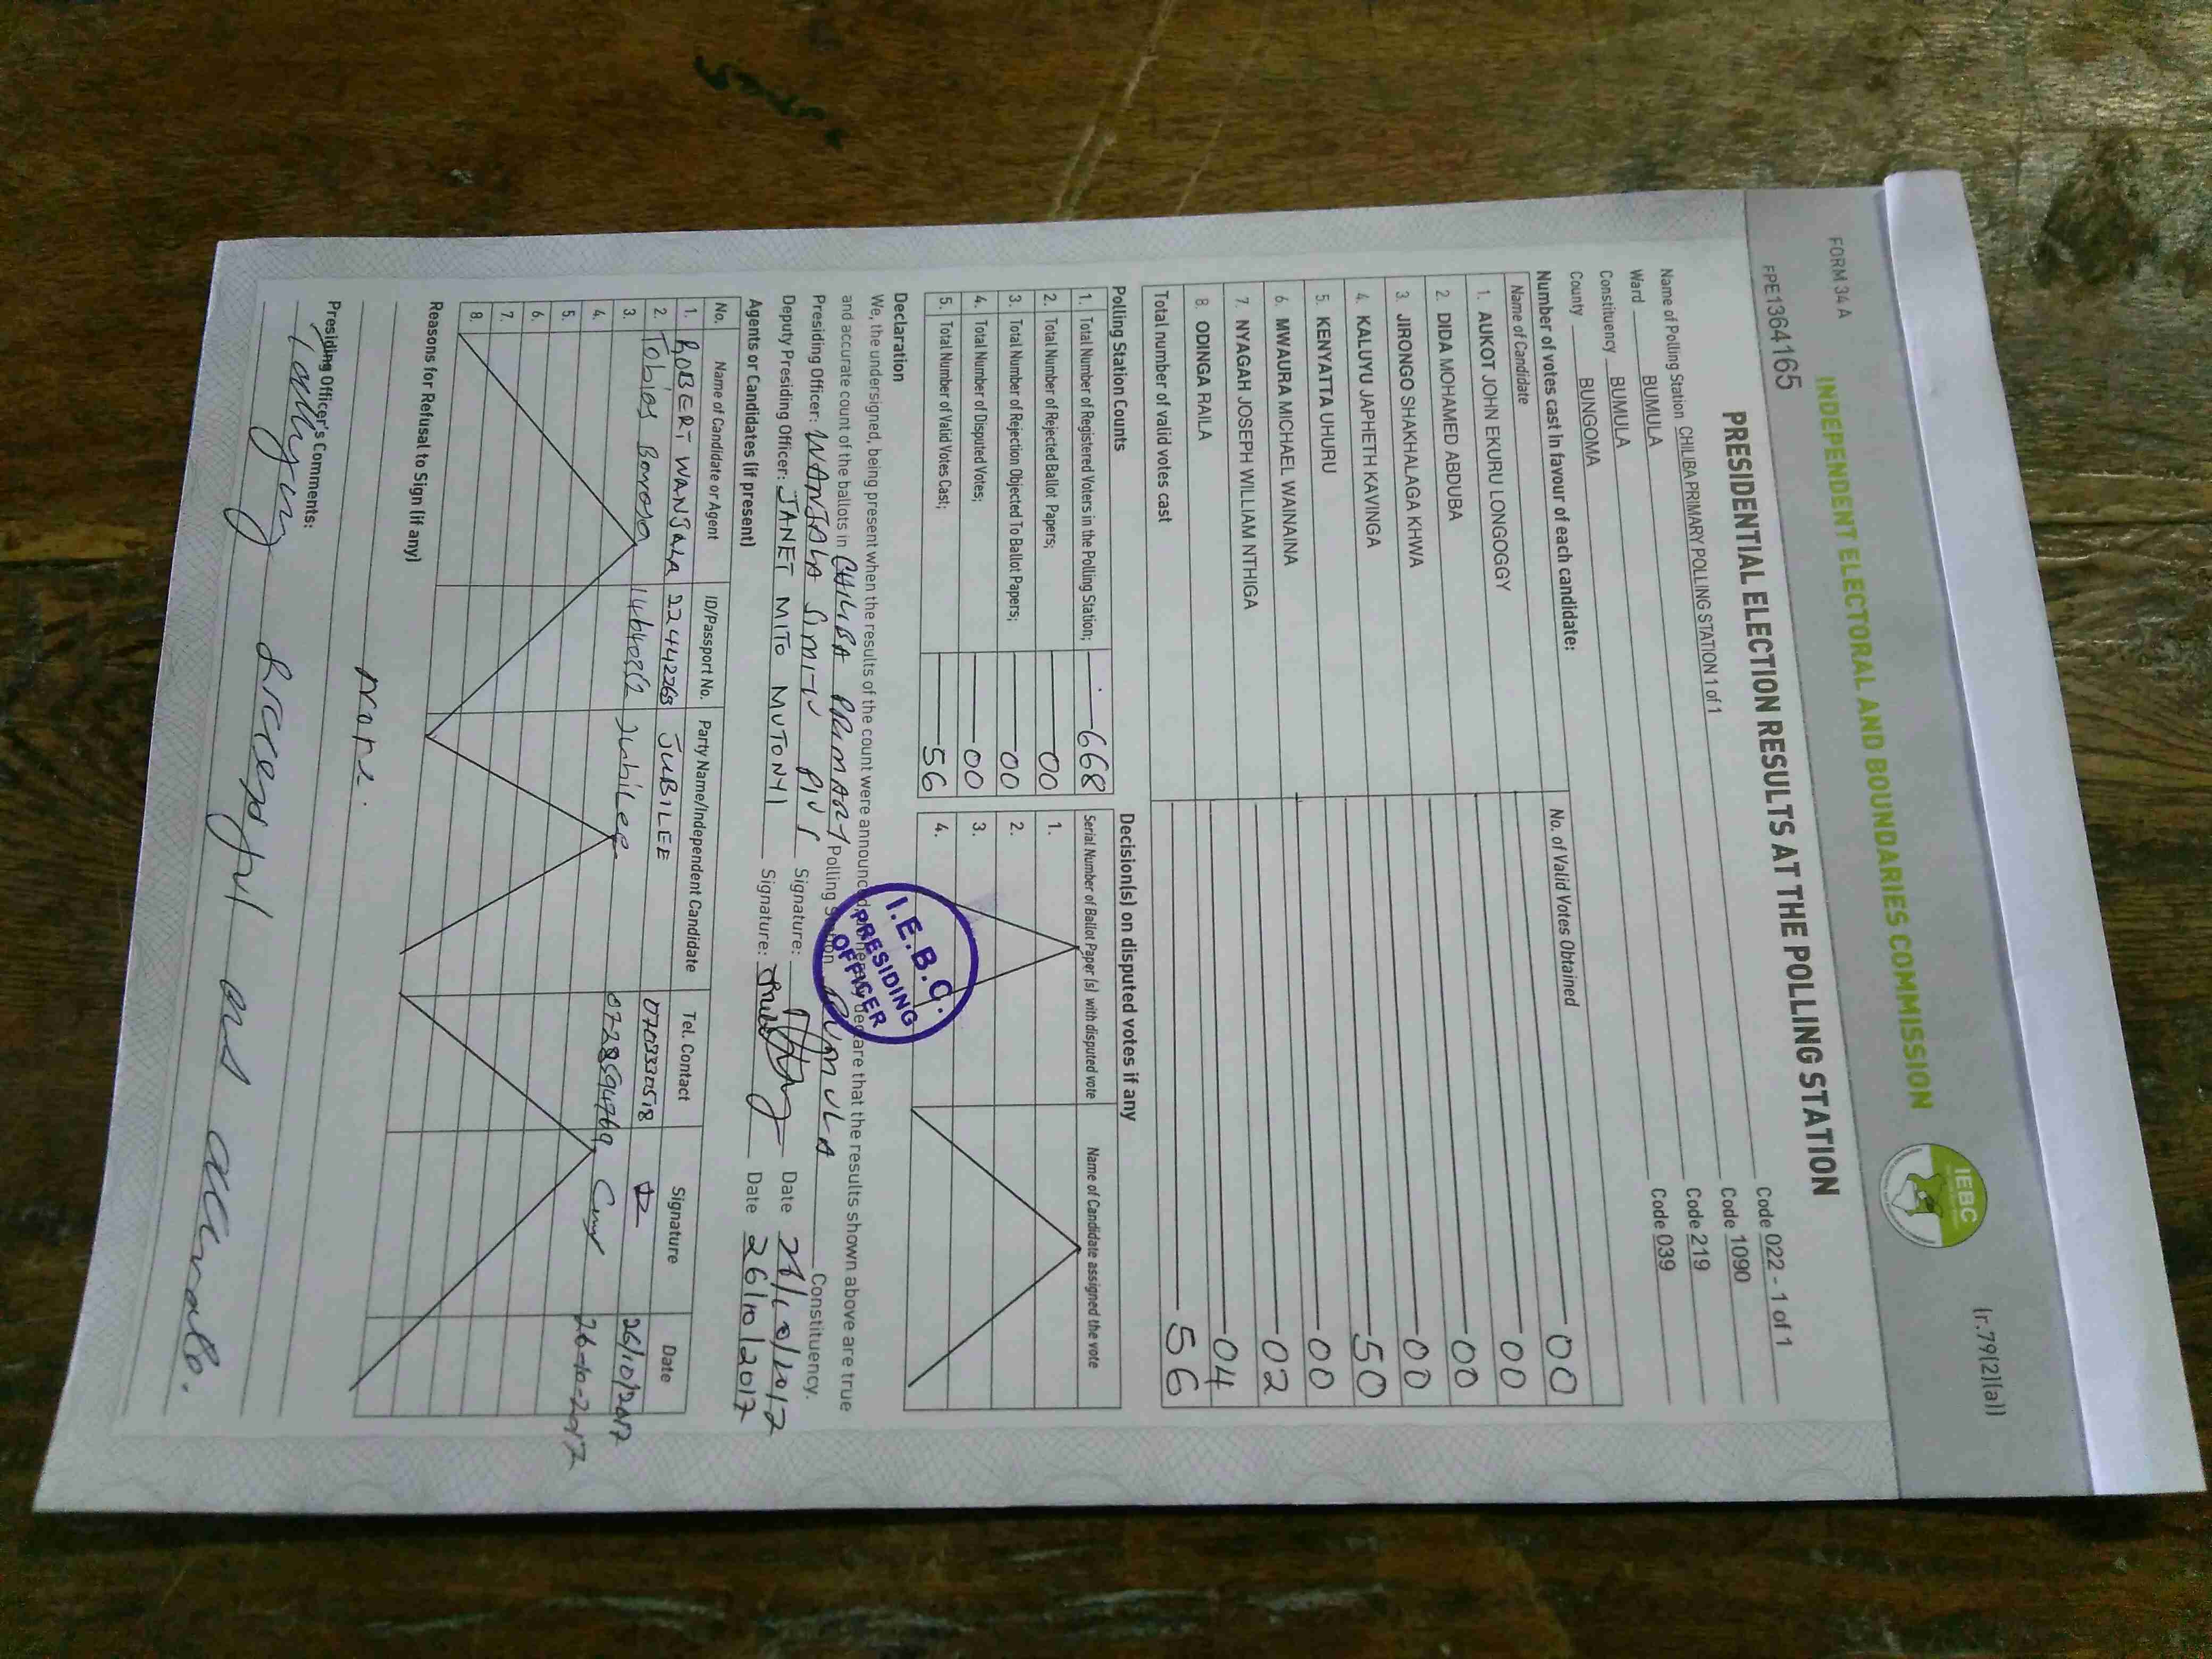 FORM 34 A
(r.79(2)(a))
INDEPENDENT ELECTORAL AND BOUNDARIES COMMISSION
IEBC
FPE1364165
PRESIDENTIAL ELECTION RESULTS AT THE POLLING STATION
Name of Polling Station CHILIBA PRIMARY POLLING STATION 1 of 1 Code 022 - 1 of 1
Ward BUMULA Code 1090
Constituency BUMULA Code 219
County BUNGOMA Code 039
Number of votes cast in favour of each candidate:
Name of Candidate No. of Valid Votes Obtained
1. AUKOT JOHN EKURU LONGOGGY 00
2. DIDA MOHAMED ABDUBA 00
3. JIRONGO SHAKHALAGA KHWA 00
4. KALUYU JAPHETH KAVINGA 00
5. KENYATTA UHURU 50
6. MWAURA MICHAEL WAINAINA 00
7. NYAGAH JOSEPH WILLIAM NTHIGA 02
8. ODINGA RAILA 04
Total number of valid votes cast 56
Polling Station Counts
1. Total Number of Registered Voters in the Polling Station; 668
2. Total Number of Rejected Ballot Papers; 00
3. Total Number of Rejection Objected To Ballot Papers; 00
4. Total Number of Disputed Votes; 00
5. Total Number of Valid Votes Cast; 56
Decision(s) on disputed votes if any
Serial Number of Ballot Paper (s) with disputed vote Name of Candidate assigned the vote
1.
2.
3.
4.
Declaration
We, the undersigned, being present when the results of the count were announced, do hereby declare that the results shown above are true
and accurate count of the ballots in CHILIBA PRIMARY Polling Station BUMULA Constituency.
Presiding Officer: WANJALA SIMIYU PIUS Signature: Date 26/10/2017
Deputy Presiding Officer: JANET MITO MUTONYI Signature: Date 26/10/2017
I.E.B.C.
PRESIDING
OFFICER
Agents or Candidates (if present)
No. Name of Candidate or Agent ID/Passport No. Party Name/Independent Candidate Tel. Contact Signature Date
1. ROBERT WANJALA 22442268 JUBILEE 0703330518 26/10/2017
2. Tobias Barasa 14640352 Jubilee 0728594769 26-10-2017
3.
4.
5.
6.
7.
8.
Reasons for Refusal to Sign (if any)
None.
Presiding Officer's Comments:
Tallying successful and accurate.